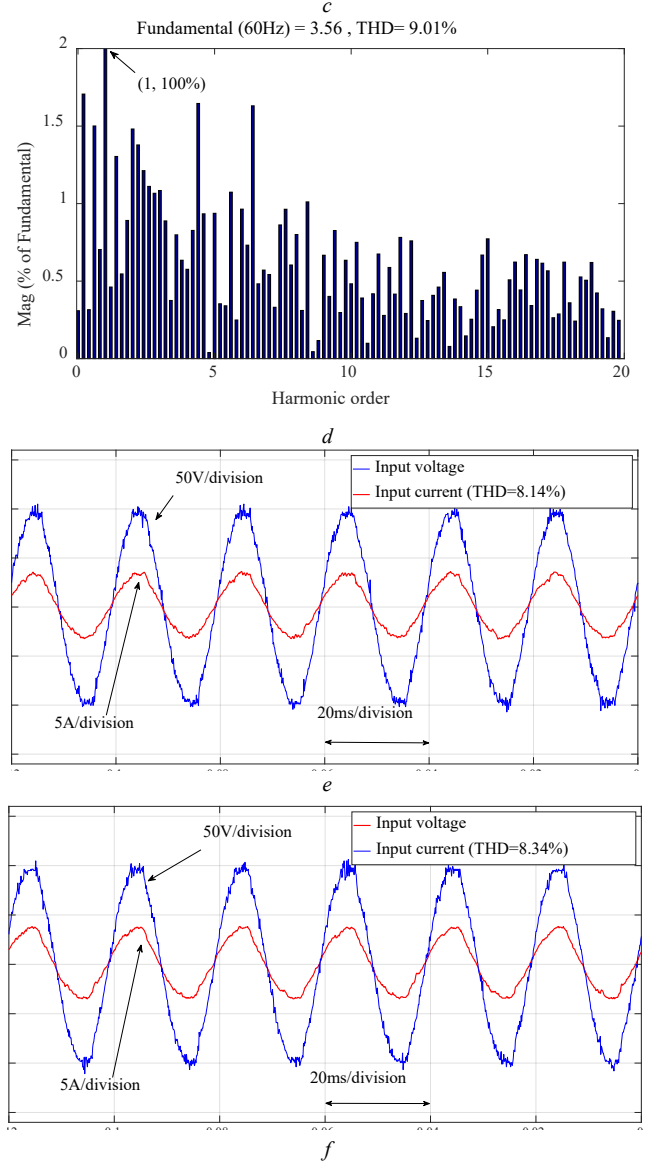 c
Fundamental (60Hz) = 3.56 , THD= 9.01%
2
1.5
1
0.5
0
Mag (% of Fundamental)
(1, 100%)
0 5 10 15 20
Harmonic order
d
50V/division
Input voltage
Input current (THD=8.14%)
5A/division
20ms/division
e
50V/division
Input voltage
Input current (THD=8.34%)
5A/division
20ms/division
f